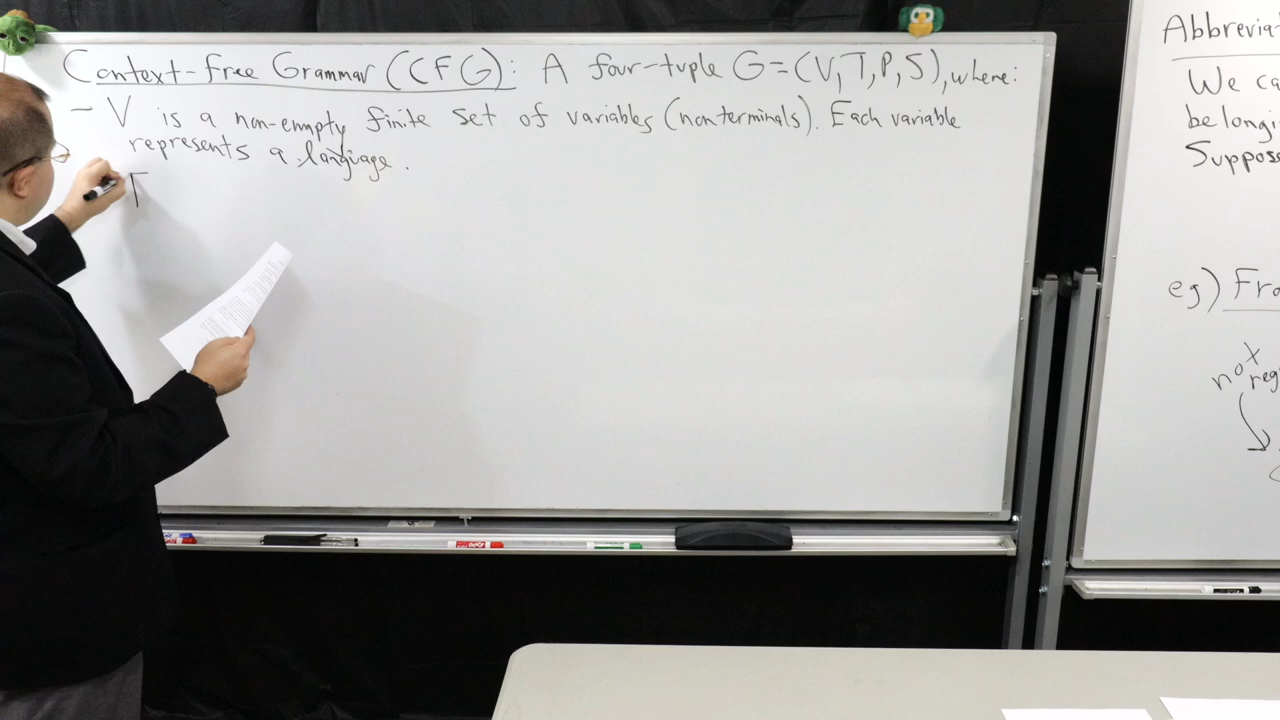 Context-Free Grammar (CFG): A four-tuple G=(V,T,P,S), where:
- V is a non-empty finite set of variables (nonterminals). Each variable
represents a language.
T
Abbrevia
We ca
belongi
Suppose
eg) Fro
not
reg